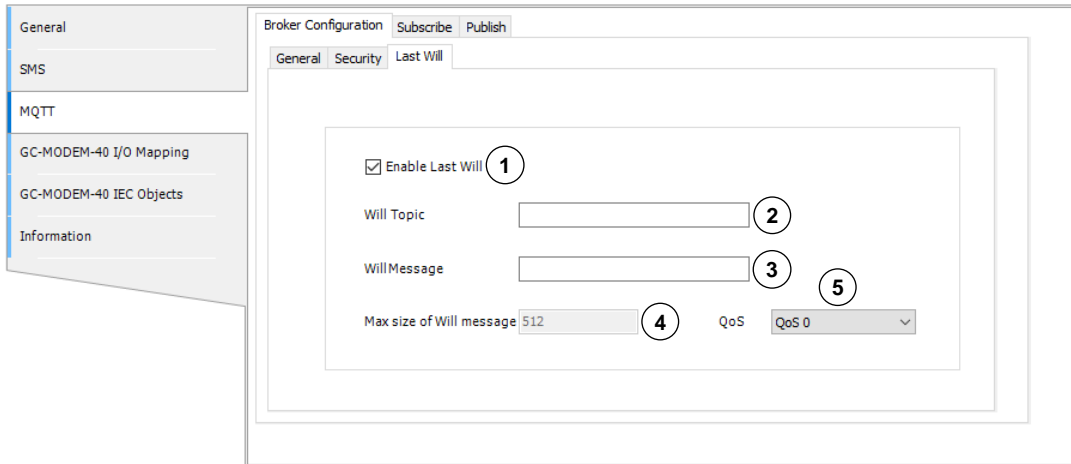 General
SMS
MQTT
GC-MODEM-40 I/O Mapping
GC-MODEM-40 IEC Objects
Information
Broker Configuration Subscribe Publish
General Security Last Will
Enable Last Will 1
Will Topic 2
WillMessage 3
Max size of Will message 512 4 QoS QoS 0 5